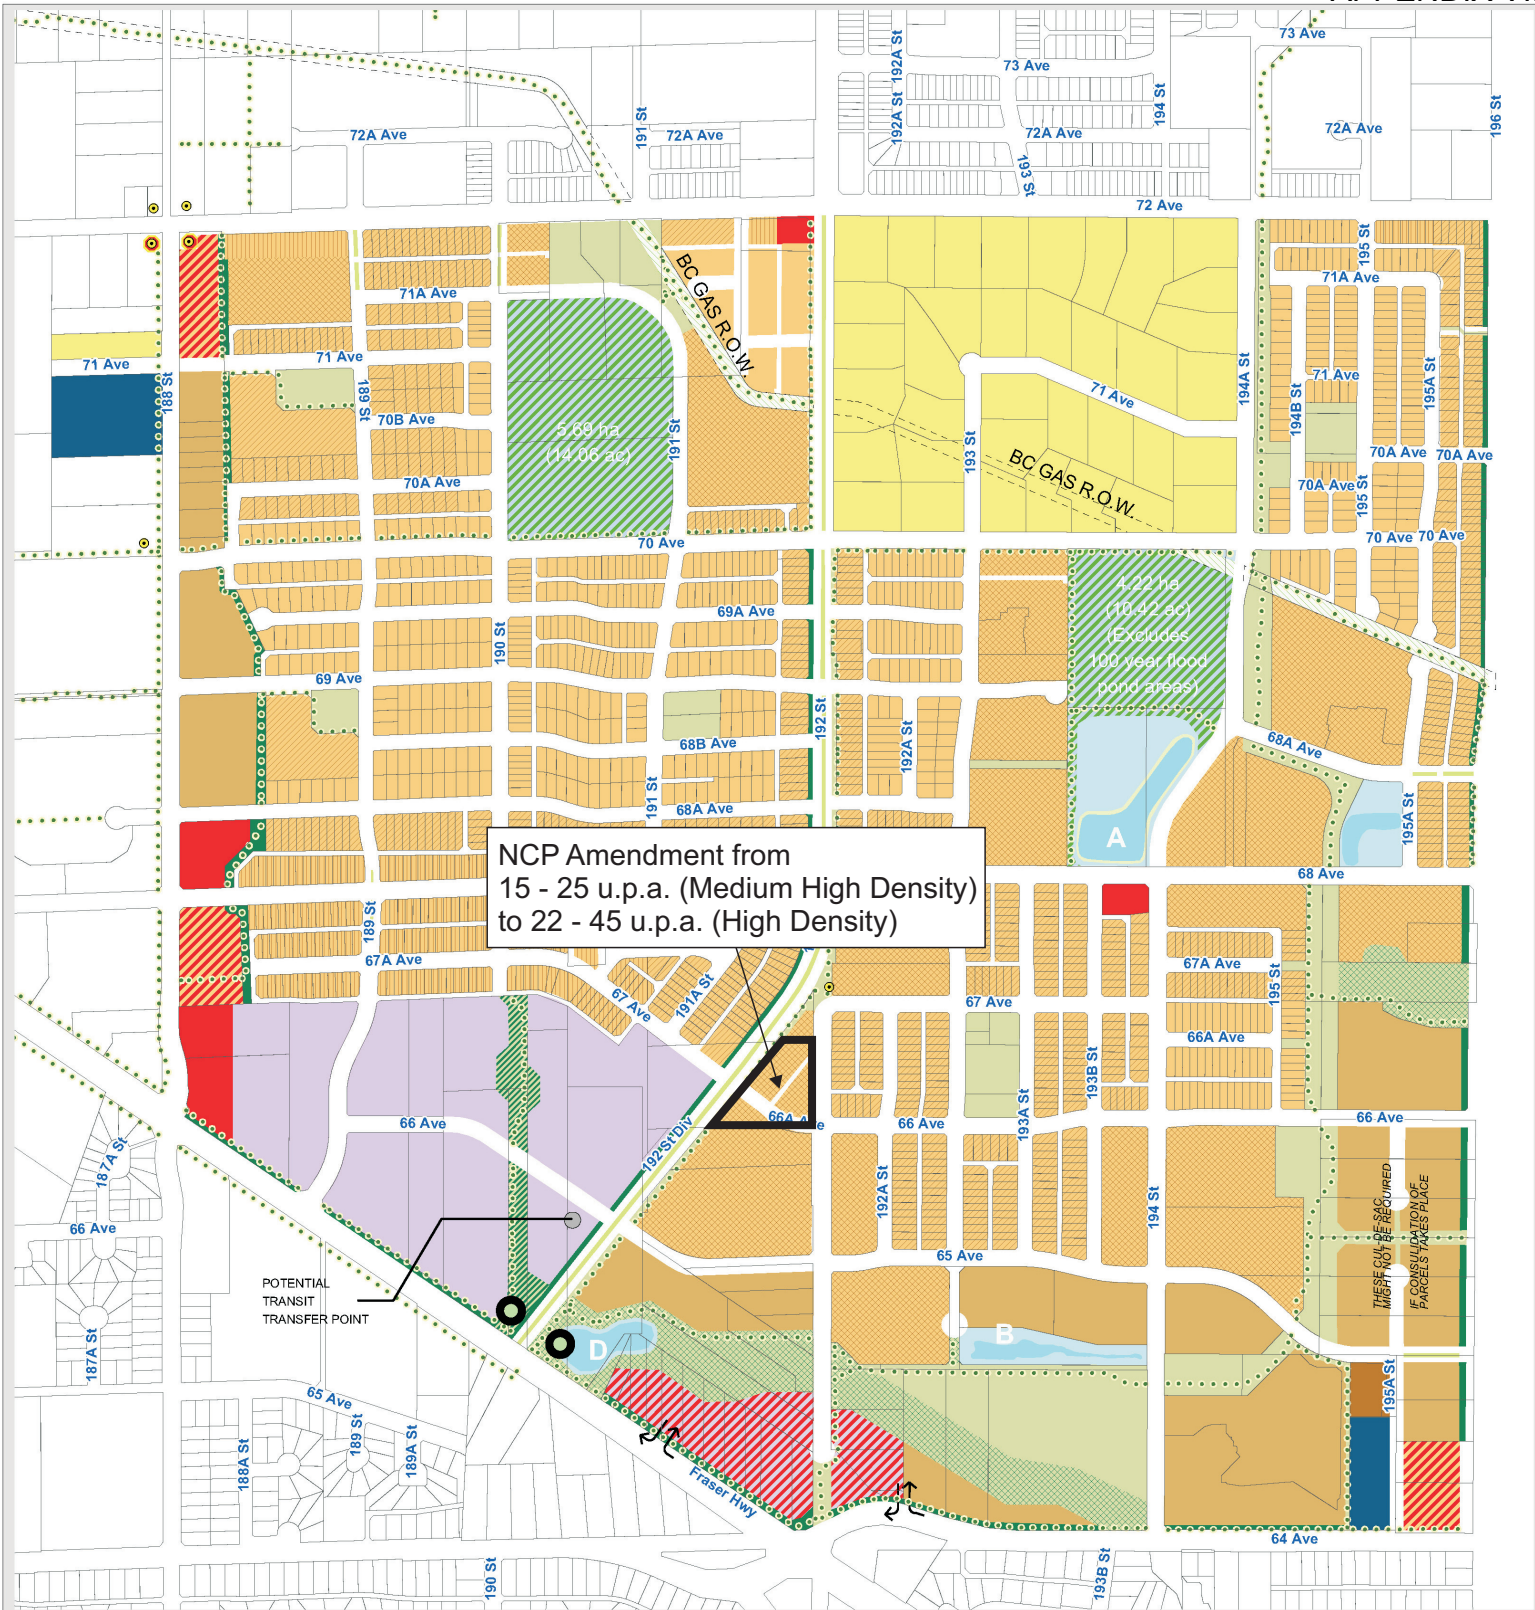 73 Ave
192A St
73 Ave
194 St
196 St
192A St
191 St
72A Ave
72A Ave
72A Ave
72A Ave
193 St
72 Ave
195 St
BC GAS R.O.W.
71A Ave
71A Ave
71 Ave
71 Ave
188 St
189 St
194A St
71 Ave
71 Ave
195A St
194B St
70B Ave
5.69 ha
(14.06 ac)
191 St
193 St
BC GAS R.O.W.
70A Ave
70A Ave
70A Ave
70A Ave
195 St
70 Ave
70 Ave
70 Ave
4.22 ha
(10.42 ac)
(Excludes
100 year flood
pond areas)
69A Ave
190 St
69 Ave
192 St
68B Ave
192A St
68A Ave
191 St
68A Ave
195A St
A
NCP Amendment from
15 - 25 u.p.a. (Medium High Density)
to 22 - 45 u.p.a. (High Density)
68 Ave
189 St
67A Ave
67A Ave
195 St
67 Ave
191A St
67 Ave
66A Ave
193B St
193A St
66A Ave
66 Ave
66 Ave
66 Ave
192 St Div
187A St
66 Ave
192A St
194 St
THESE CUL-DE-SAC
MIGHT NOT BE REQUIRED
IF CONSULIDATION OF
PARCELS TAKES PLACE
65 Ave
POTENTIAL
TRANSIT
TRANSFER POINT
187A St
D
B
195A St
65 Ave
189 St
189A St
188A St
Fraser Hwy
64 Ave
190 St
193B St